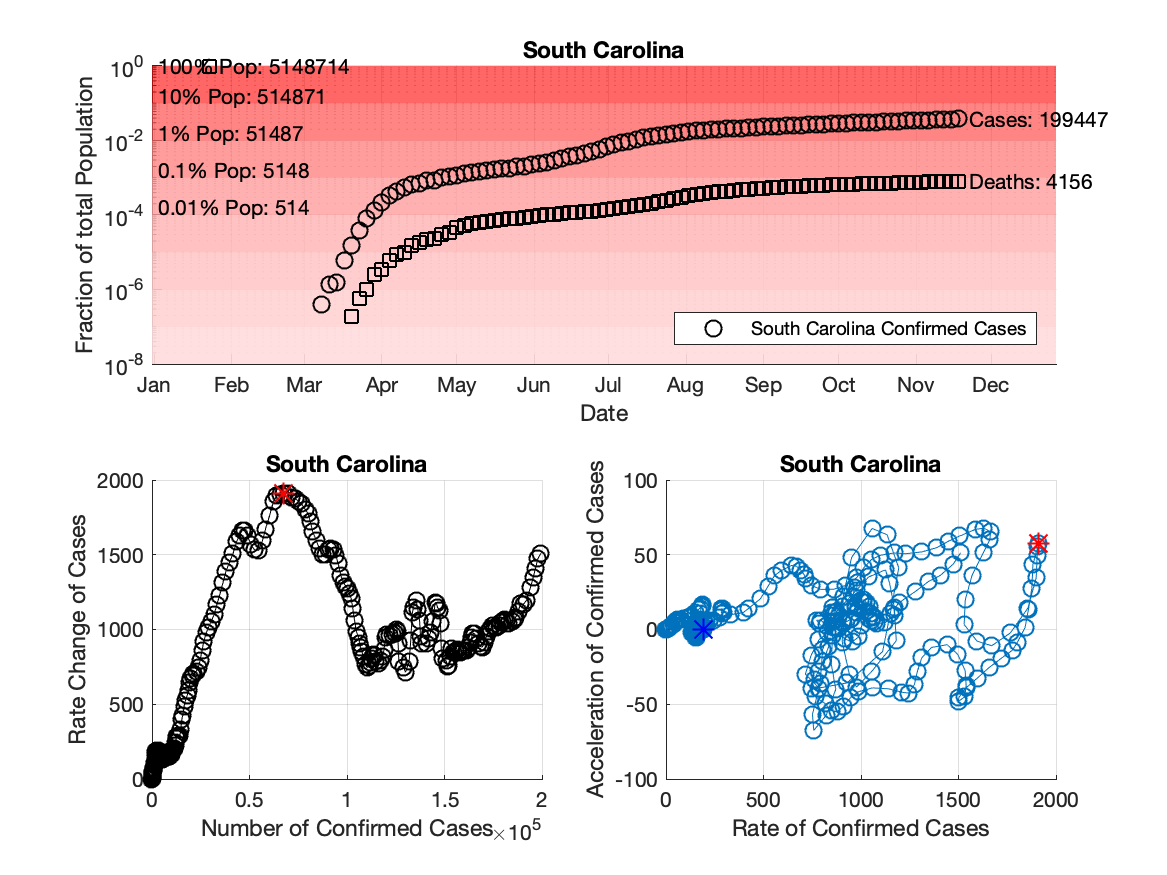 South Carolina
Fraction of total Population
10^0
10^-2
10^-4
10^-6
10^-8
100% Pop: 5148714
10% Pop: 514871
1% Pop: 51487
0.1% Pop: 5148
0.01% Pop: 514
Cases: 199447
Deaths: 4156
South Carolina Confirmed Cases
Jan Feb Mar Apr May Jun Jul Aug Sep Oct Nov Dec
Date
South Carolina
Rate Change of Cases
2000
1500
1000
500
0
0 0.5 1 1.5 2
Number of Confirmed Cases ×10^5
South Carolina
Acceleration of Confirmed Cases
100
50
0
-50
-100
0 500 1000 1500 2000
Rate of Confirmed Cases